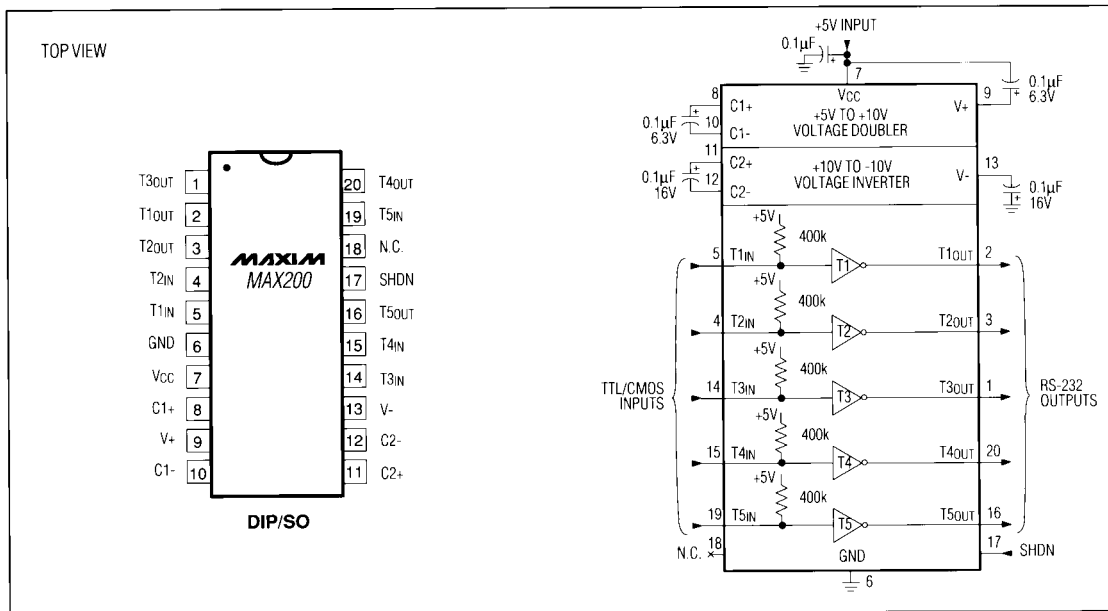 TOP VIEW
T3OUT 1
T1OUT 2
T2OUT 3
T2IN 4
T1IN 5
GND 6
VCC 7
C1+ 8
V+ 9
C1- 10
20 T4OUT
19 T5IN
18 N.C.
17 SHDN
16 T5OUT
15 T4IN
14 T3IN
13 V-
12 C2-
11 C2+
MAXIM
MAX200
DIP/SO
+5V INPUT
0.1µF
+
7
+
0.1µF
6.3V
8
C1+
VCC
V+
9
+
0.1µF
6.3V
10
C1-
+5V TO +10V
VOLTAGE DOUBLER
11
C2+
+
0.1µF
16V
12
C2-
+10V TO -10V
VOLTAGE INVERTER
V-
13
+
0.1µF
16V
+5V
400k
5 T1IN T1 T1OUT 2
+5V
400k
4 T2IN T2 T2OUT 3
+5V
400k
14 T3IN T3 T3OUT 1
+5V
400k
15 T4IN T4 T4OUT 20
+5V
400k
19 T5IN T5 T5OUT 16
TTL/CMOS
INPUTS
RS-232
OUTPUTS
18
N.C. ×
GND
17
SHDN
6